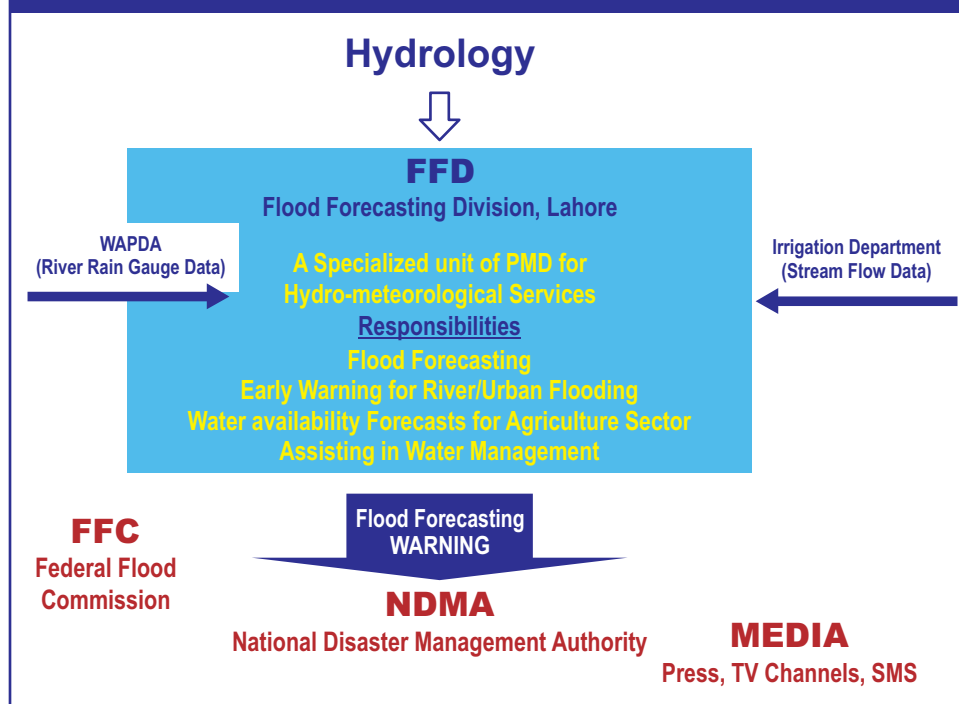 Hydrology
FFD
Flood Forecasting Division, Lahore
WAPDA
(River Rain Gauge Data)
A Specialized unit of PMD for
Hydro-meteorological Services
Responsibilities
Flood Forecasting
Early Warning for River/Urban Flooding
Water availability Forecasts for Agriculture Sector
Assisting in Water Management
Irrigation Department
(Stream Flow Data)
Flood Forecasting
WARNING
FFC
Federal Flood
Commission
NDMA
National Disaster Management Authority
MEDIA
Press, TV Channels, SMS